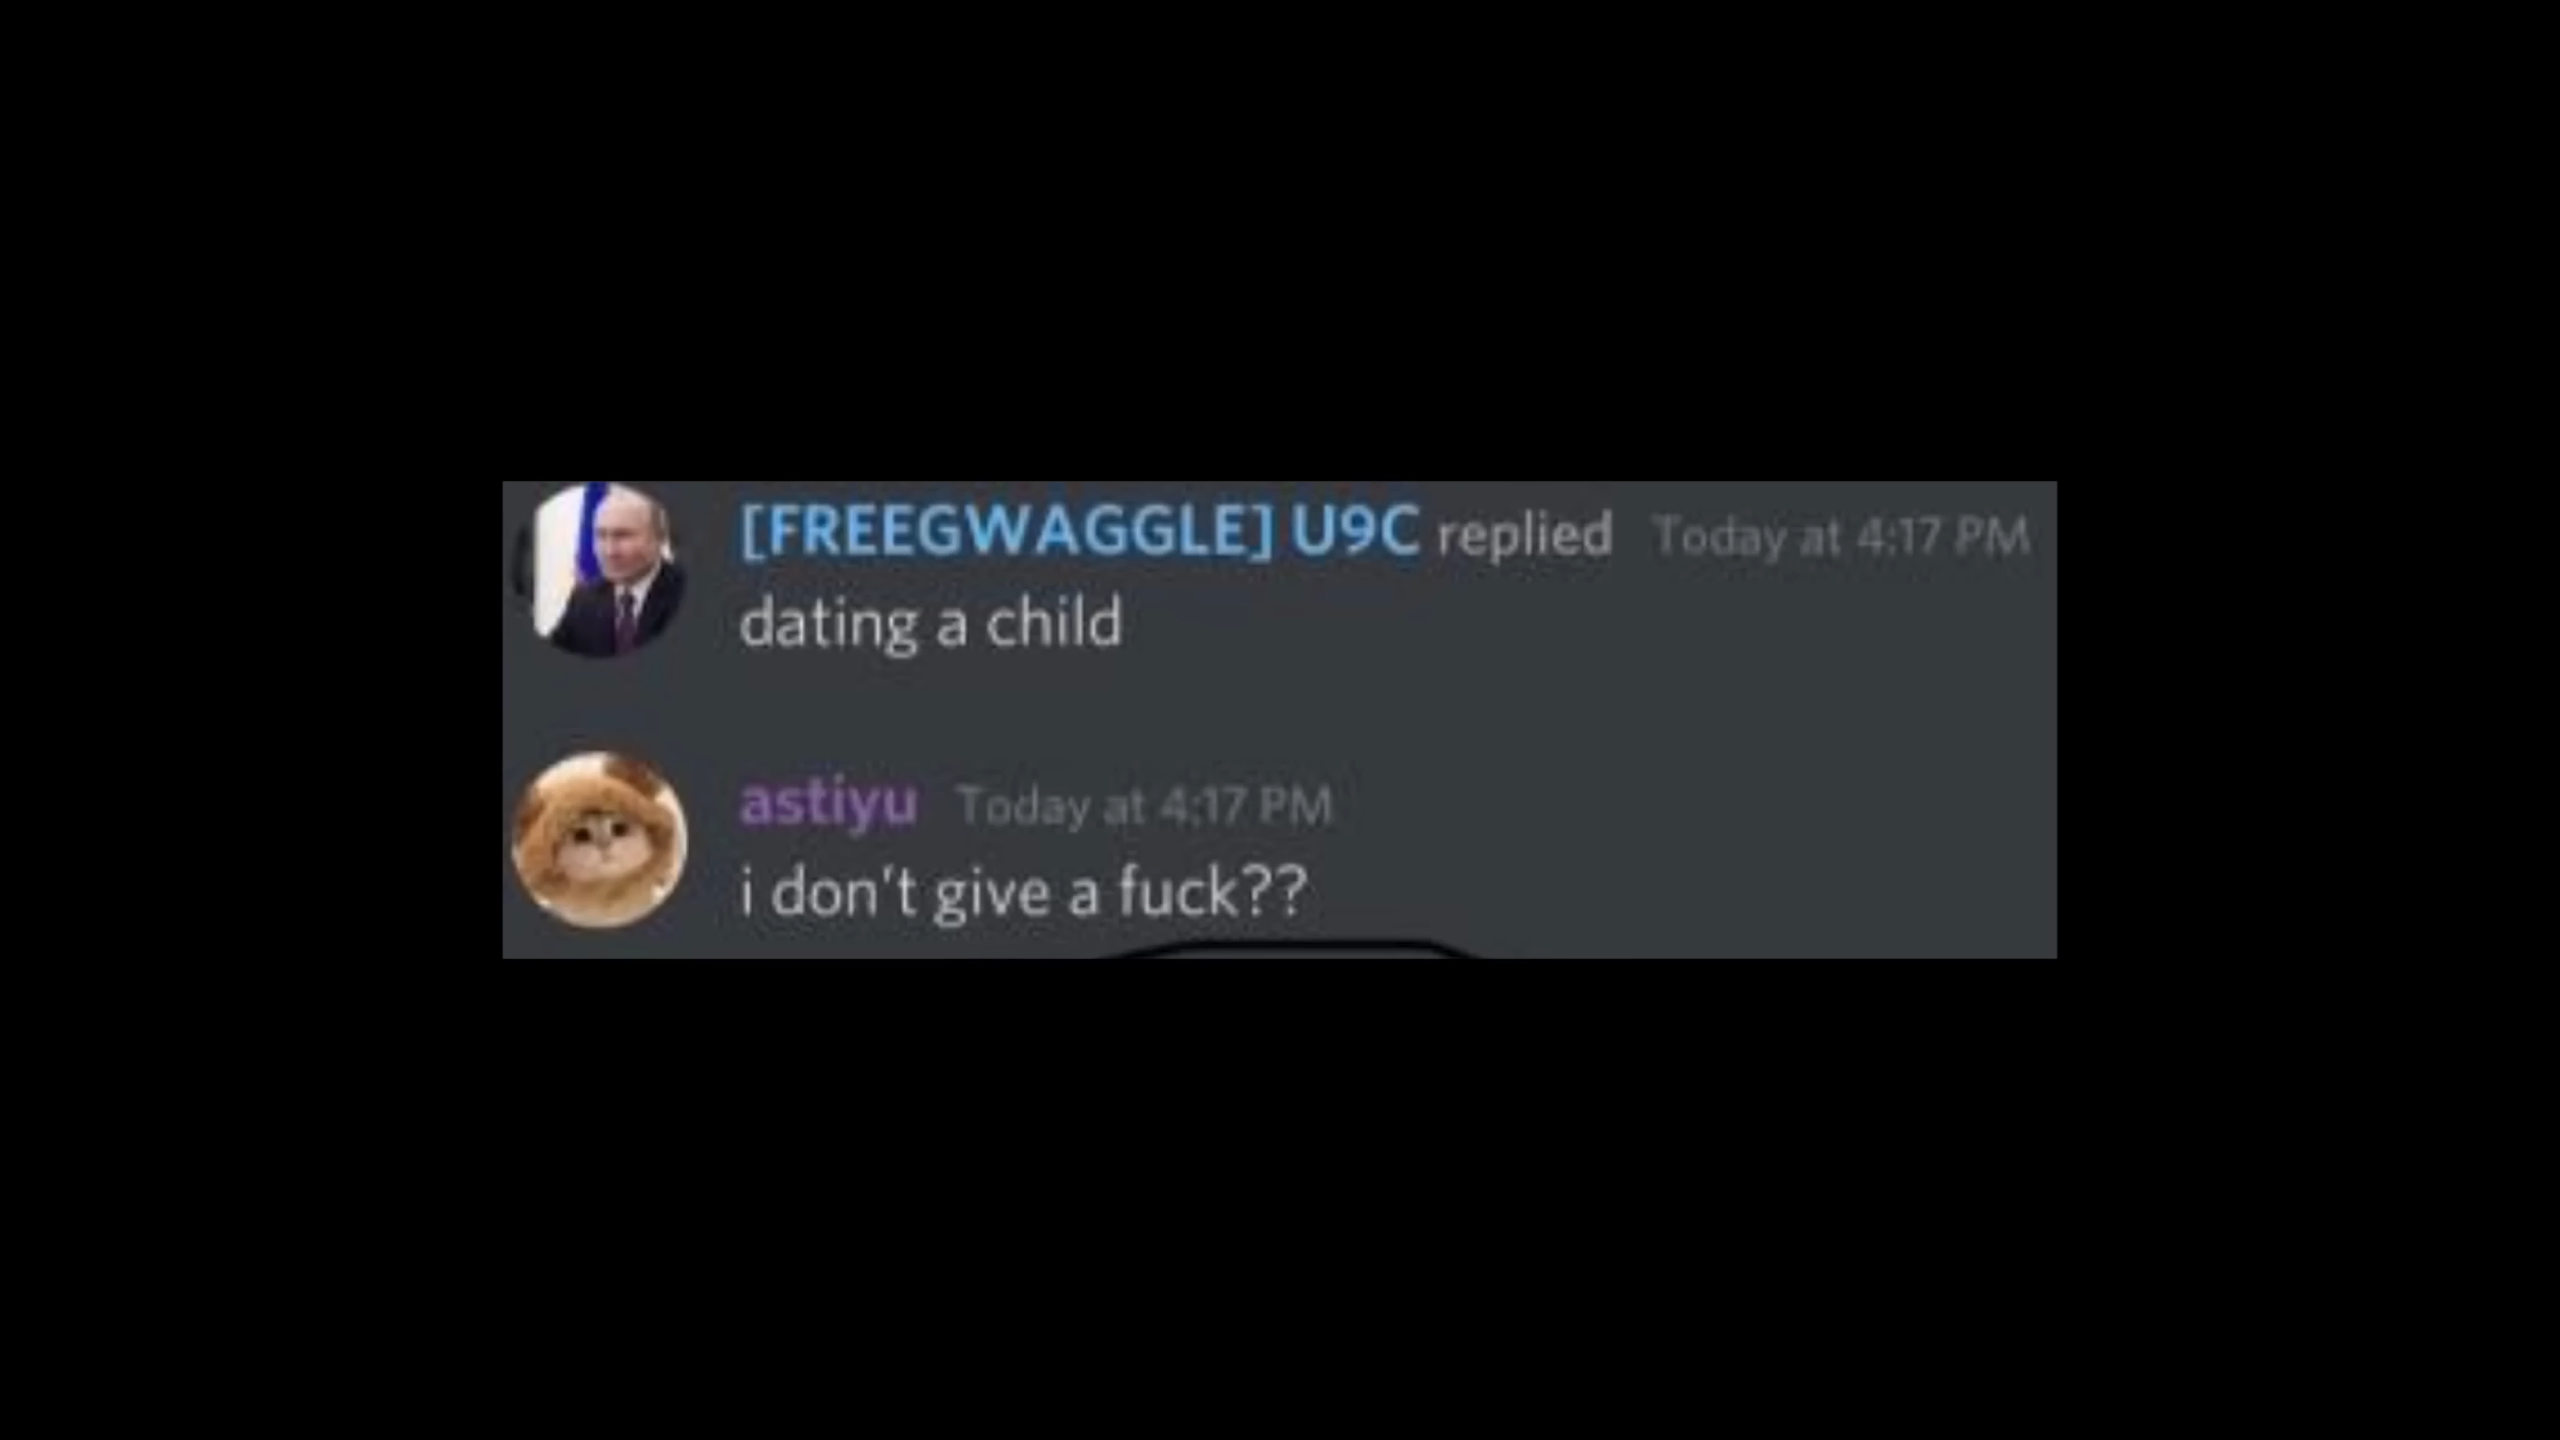 [FREEGWAGGLE] U9C replied Today at 4:17 PM
dating a child
astiyu Today at 4:17 PM
i don't give a fuck??